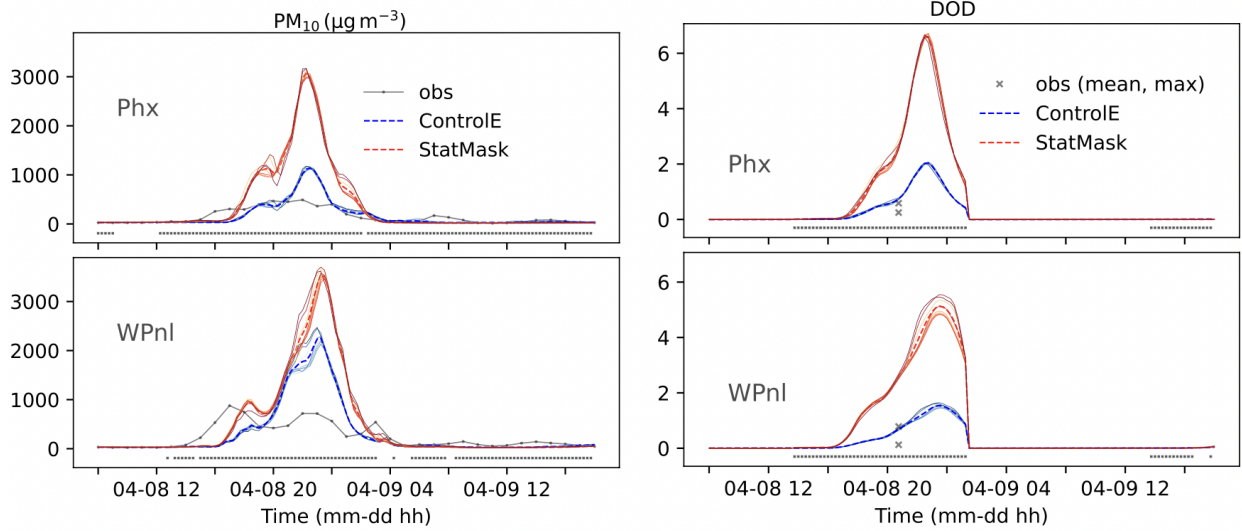 PM₁₀ (µg m⁻³)
3000
2000
1000
0
Phx
obs
ControlE
StatMask
3000
2000
1000
0
WPnl
04-08 12
04-08 20
04-09 04
04-09 12
Time (mm-dd hh)
DOD
6
4
2
0
Phx
obs (mean, max)
ControlE
StatMask
6
4
2
0
WPnl
04-08 12
04-08 20
04-09 04
04-09 12
Time (mm-dd hh)